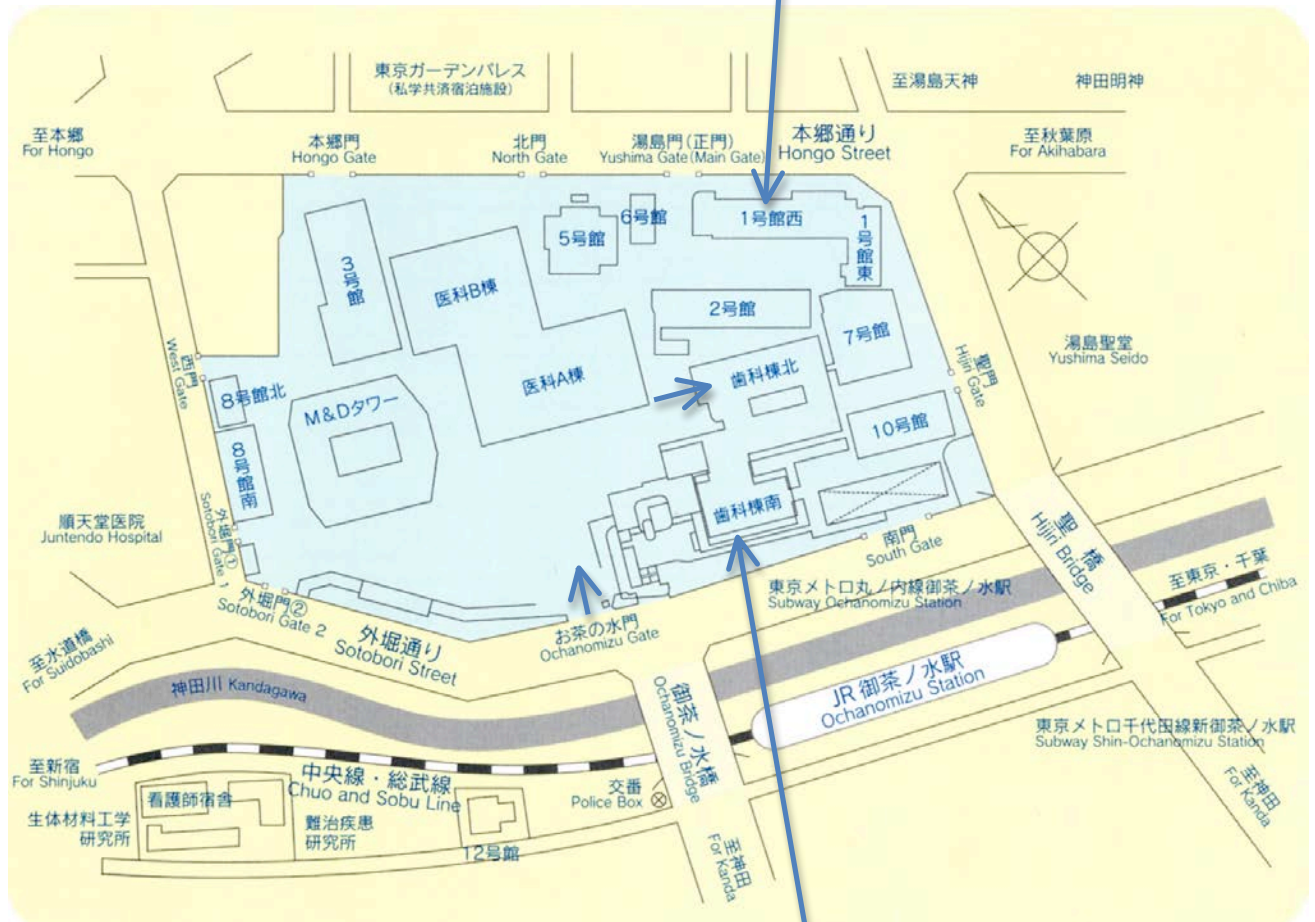 東京ガーデンパレス
(私学共済宿泊施設)
至湯島天神
神田明神
至本郷
For Hongo
本郷門
Hongo Gate
北門
North Gate
湯島門(正門)
Yushima Gate(Main Gate)
本郷通り
Hongo Street
至秋葉原
For Akihabara
3号館
医科B棟
5号館
6号館
1号館西
1号館東
2号館
7号館
湯島聖堂
Yushima Seido
西門
West Gate
8号館北
M&Dタワー
医科A棟
歯科棟北
聖門
Hijiri Gate
8号館南
10号館
歯科棟南
順天堂医院
Juntendo Hospital
外堀門①
Sotobori Gate 1
外堀門②
Sotobori Gate 2
外堀通り
Sotobori Street
お茶の水門
Ochanomizu Gate
南門
South Gate
聖橋
Hijiri Bridge
東京メトロ丸ノ内線御茶ノ水駅
Subway Ochanomizu Station
至東京・千葉
For Tokyo and Chiba
至水道橋
For Suidobashi
神田川 Kandagawa
御茶ノ水橋
Ochanomizu Bridge
JR 御茶ノ水駅
Ochanomizu Station
東京メトロ千代田線新御茶ノ水駅
Subway Shin-Ochanomizu Station
至新宿
For Shinjuku
中央線・総武線
Chuo and Sobu Line
交番
Police Box
看護師宿舎
生体材料工学
研究所
難治疾患
研究所
12号館
至神田
For Kanda
至神田
For Kanda